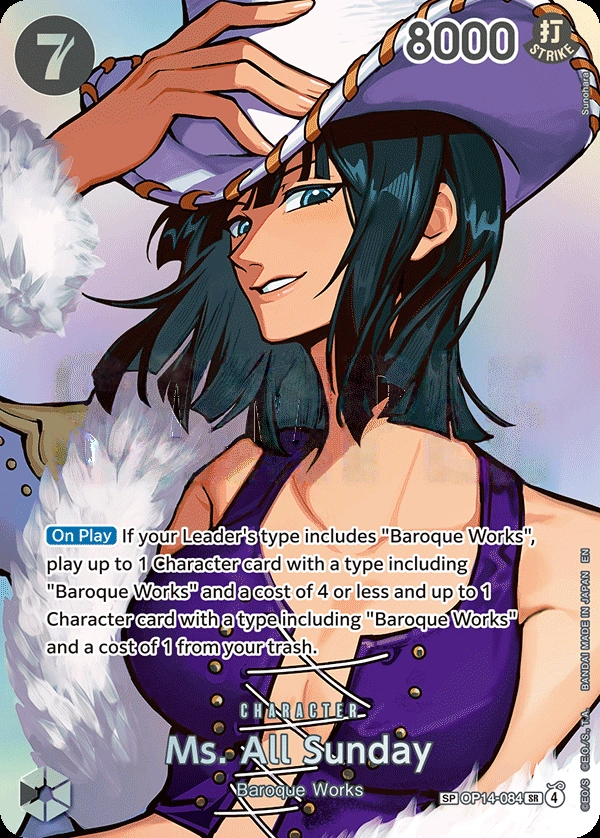 7
8000
打
STRIKE
Sunohara
On Play If your Leader's type includes "Baroque Works",
play up to 1 Character card with a type including
"Baroque Works" and a cost of 4 or less and up to 1
Character card with a type including "Baroque Works"
and a cost of 1 from your trash.
CHARACTER
Ms. All Sunday
Baroque Works
SP OP14-084 SR 4
©EO/S ©E.O./S., T.A. BANDAI MADE IN JAPAN EN